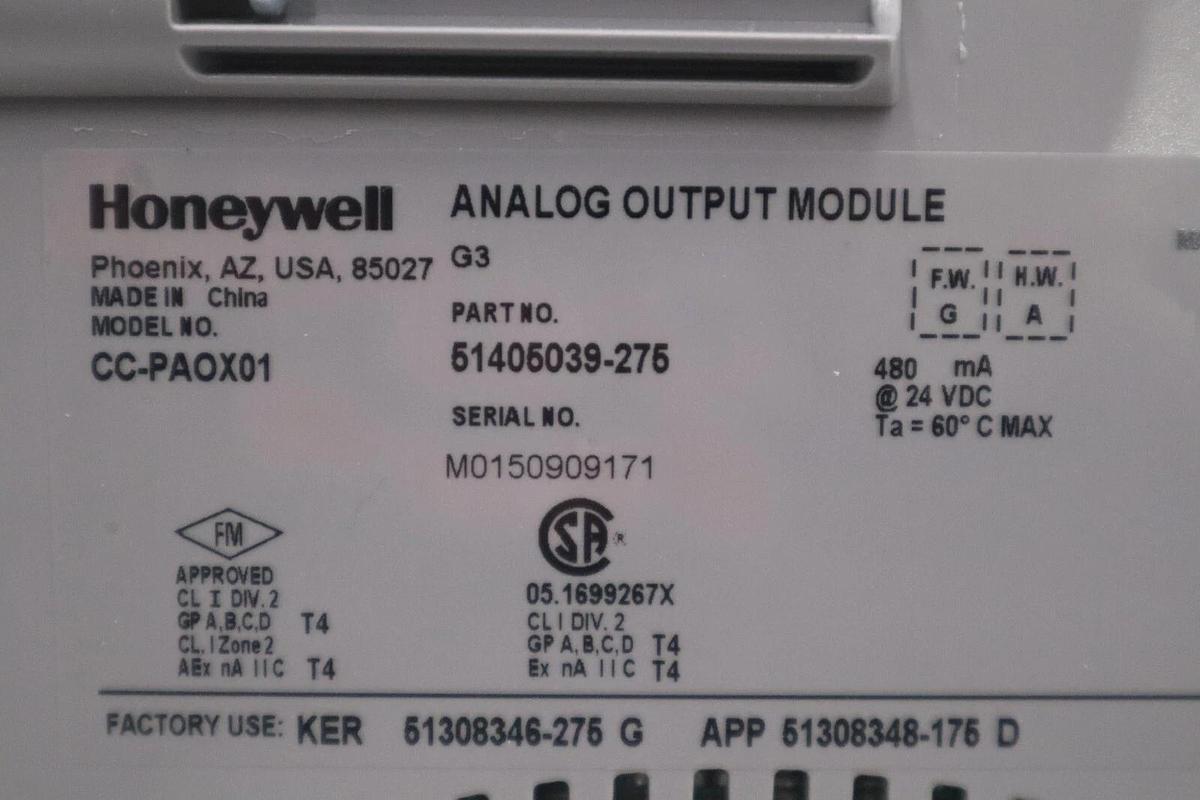 Honeywell
ANALOG OUTPUT MODULE
Phoenix, AZ, USA, 85027
G3
MADE IN China
MODEL NO.
CC-PAOX01
PART NO.
51405039-275
SERIAL NO.
M0150909171
F.W.
G
H.W.
A
480 mA
@ 24 VDC
Ta = 60° C MAX
FM
APPROVED
CL I DIV. 2
GP A,B,C,D T4
CL. I Zone 2
AEx nA IIC T4
SA ®
05.1699267X
CL I DIV. 2
GP A, B, C, D T4
Ex nA IIC T4
FACTORY USE: KER 51308346-275 G APP 51308348-175 D